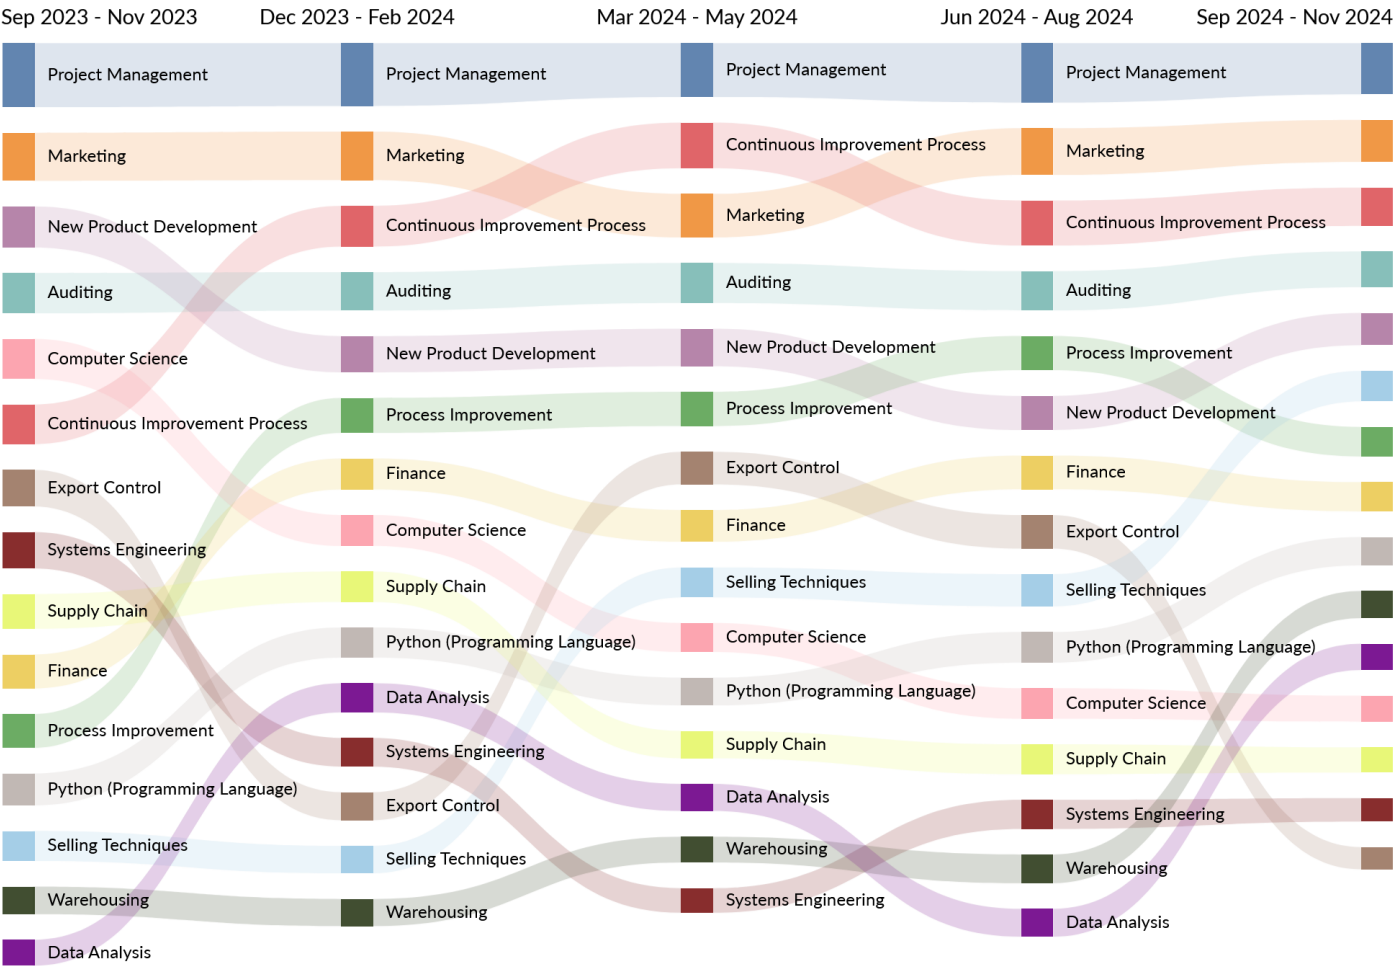 Sep 2023 - Nov 2023
Dec 2023 - Feb 2024
Mar 2024 - May 2024
Jun 2024 - Aug 2024
Sep 2024 - Nov 2024
Project Management
Marketing
New Product Development
Auditing
Computer Science
Continuous Improvement Process
Export Control
Systems Engineering
Supply Chain
Finance
Process Improvement
Python (Programming Language)
Selling Techniques
Warehousing
Data Analysis
Project Management
Marketing
Continuous Improvement Process
Auditing
New Product Development
Process Improvement
Finance
Computer Science
Supply Chain
Python (Programming Language)
Data Analysis
Systems Engineering
Export Control
Selling Techniques
Warehousing
Project Management
Continuous Improvement Process
Marketing
Auditing
New Product Development
Process Improvement
Export Control
Finance
Selling Techniques
Computer Science
Python (Programming Language)
Supply Chain
Data Analysis
Warehousing
Systems Engineering
Project Management
Marketing
Continuous Improvement Process
Auditing
Process Improvement
New Product Development
Finance
Export Control
Selling Techniques
Python (Programming Language)
Computer Science
Supply Chain
Systems Engineering
Warehousing
Data Analysis